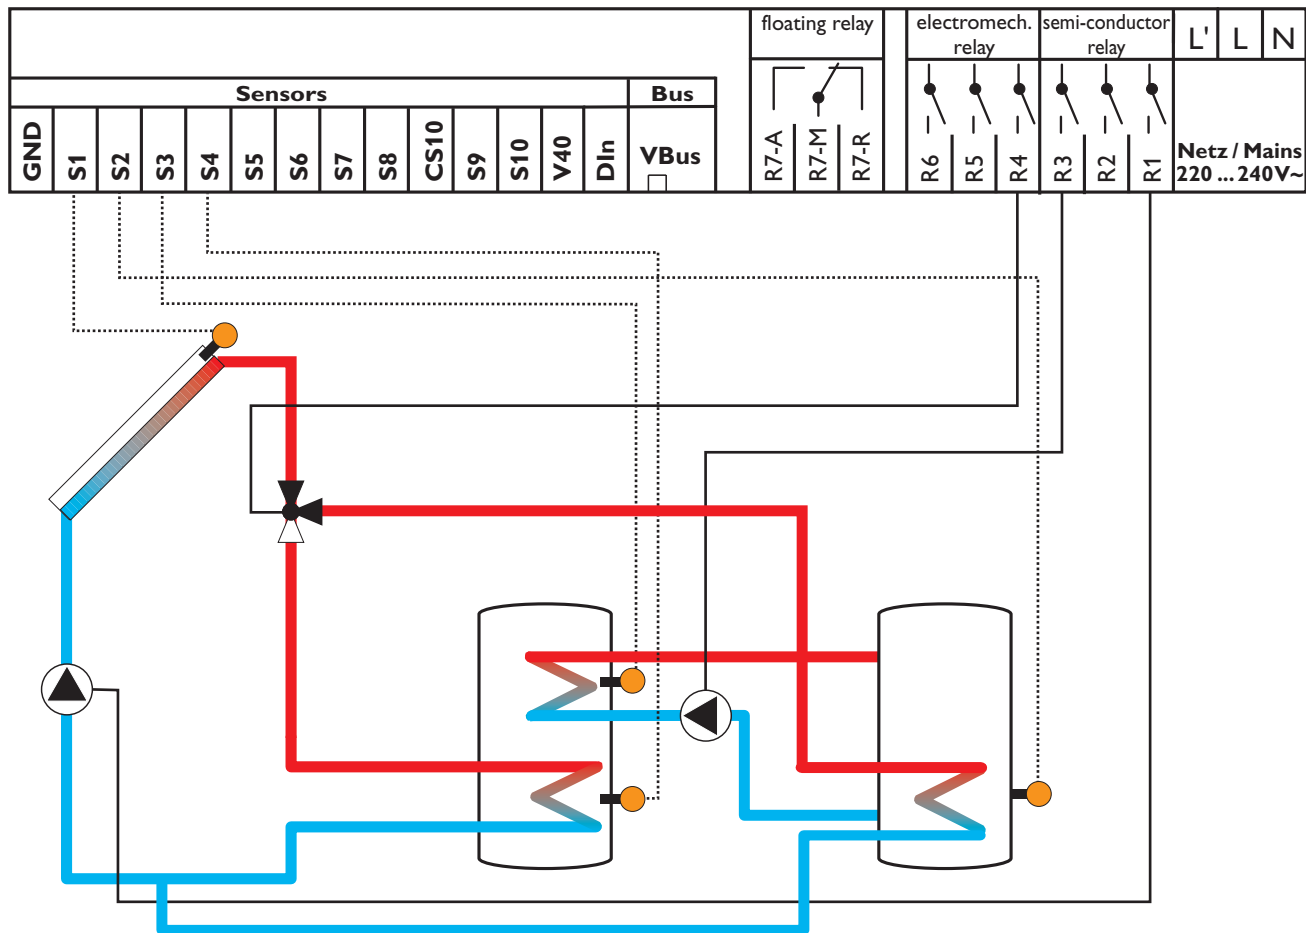 floating relay
electromech.
relay
semi-conductor
relay
L'
L
N
Sensors
Bus
GND
S1
S2
S3
S4
S5
S6
S7
S8
CS10
S9
S10
V40
DIn
VBus
R7-A
R7-M
R7-R
R6
R5
R4
R3
R2
R1
Netz / Mains
220 ... 240V~